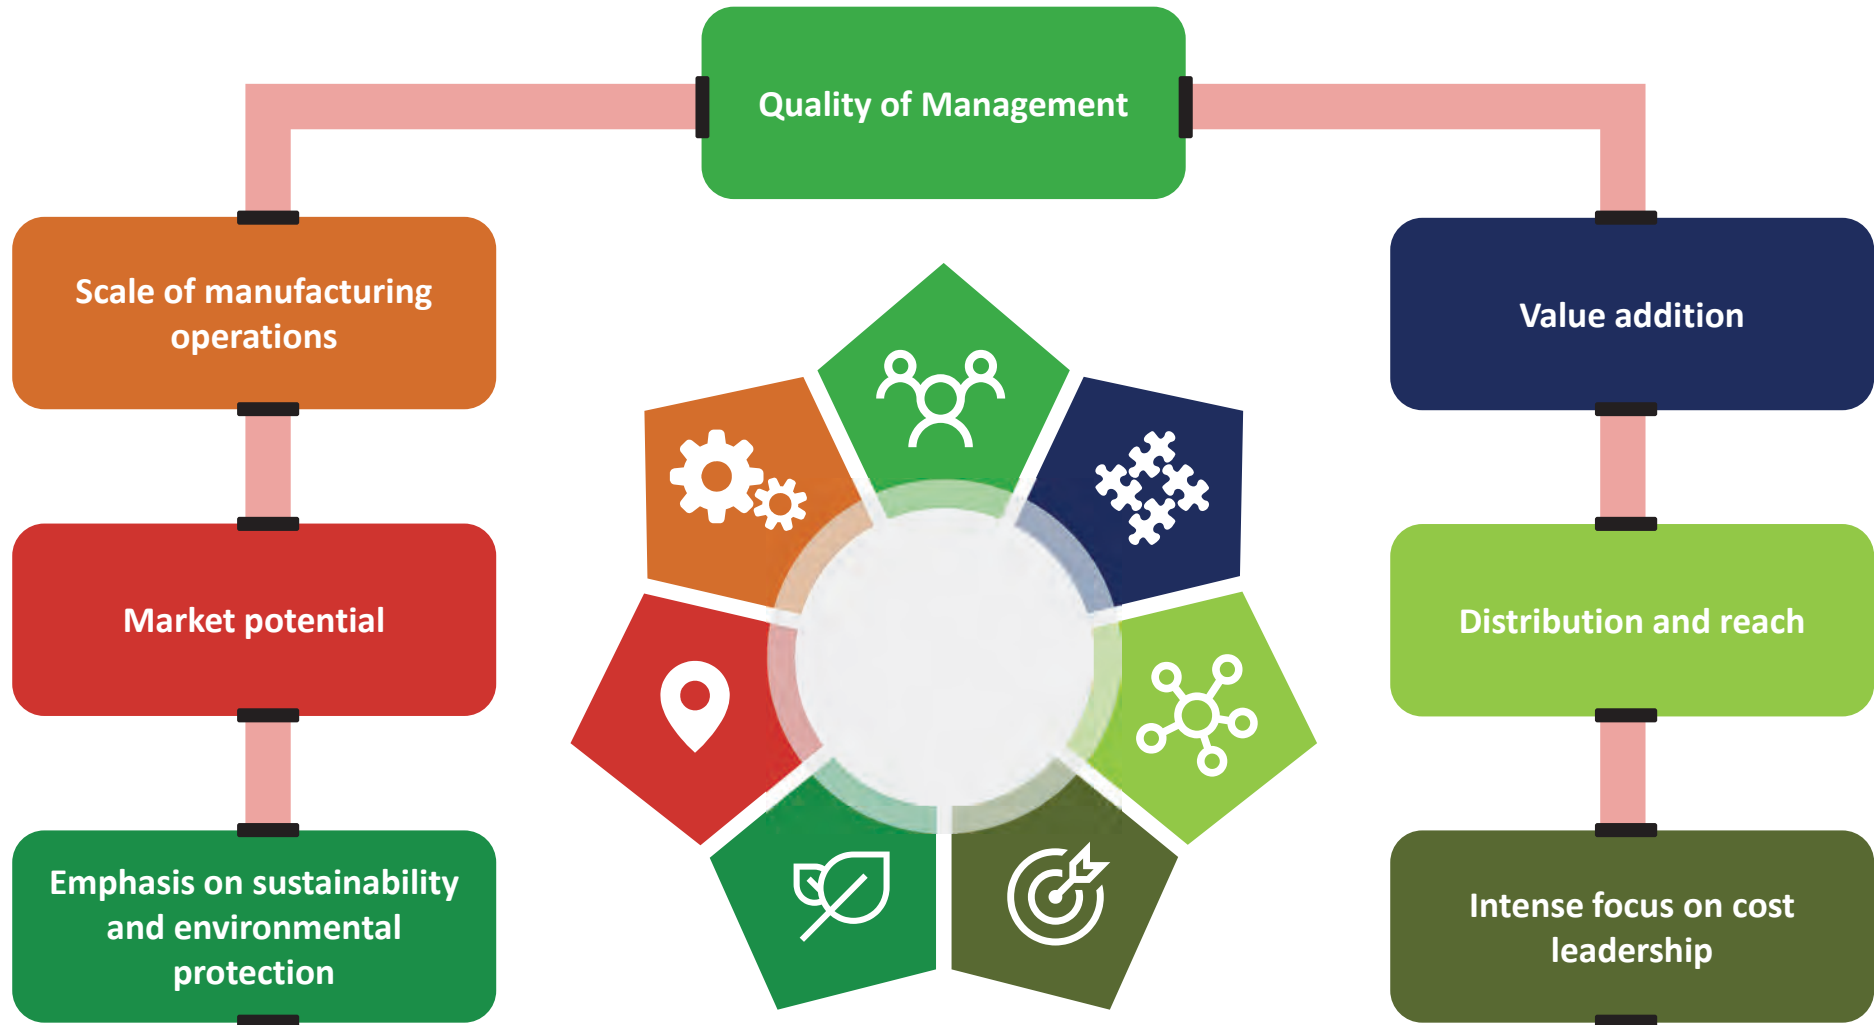 Quality of Management
Scale of manufacturing
operations
Value addition
Market potential
Distribution and reach
Emphasis on sustainability
and environmental
protection
Intense focus on cost
leadership